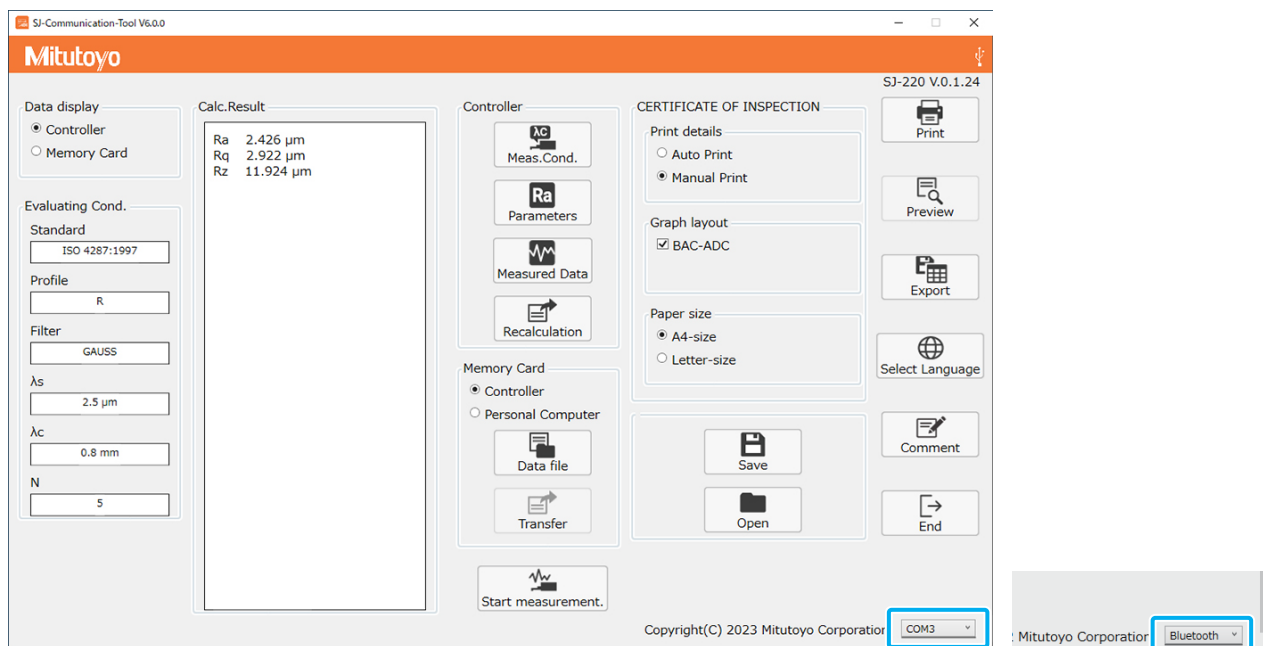 SJ-Communication-Tool V6.0.0
Mitutoyo
SJ-220 V.0.1.24
Data display
Controller
Memory Card
Evaluating Cond.
Standard
ISO 4287:1997
Profile
R
Filter
GAUSS
λs
2.5 μm
λc
0.8 mm
N
5
Calc.Result
Ra 2.426 μm
Rq 2.922 μm
Rz 11.924 μm
Controller
λC
Meas.Cond.
Ra
Parameters
Measured Data
Recalculation
Memory Card
Controller
Personal Computer
Data file
Transfer
Start measurement.
CERTIFICATE OF INSPECTION
Print details
Auto Print
Manual Print
Graph layout
BAC-ADC
Paper size
A4-size
Letter-size
Save
Open
Print
Preview
Export
Select Language
Comment
End
Copyright(C) 2023 Mitutoyo Corporation
COM3
Mitutoyo Corporation
Bluetooth